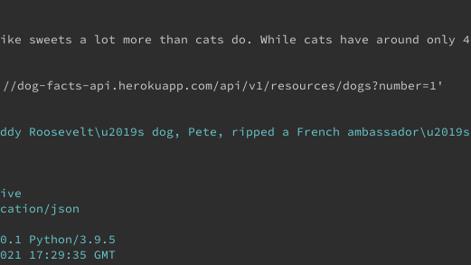 ike sweets a lot more than cats do. While cats have around only 4
//dog-facts-api.herokuapp.com/api/v1/resources/dogs?number=1'
ddy Roosevelt\u2019s dog, Pete, ripped a French ambassador\u2019s
ive
cation/json
0.1 Python/3.9.5
021 17:29:35 GMT